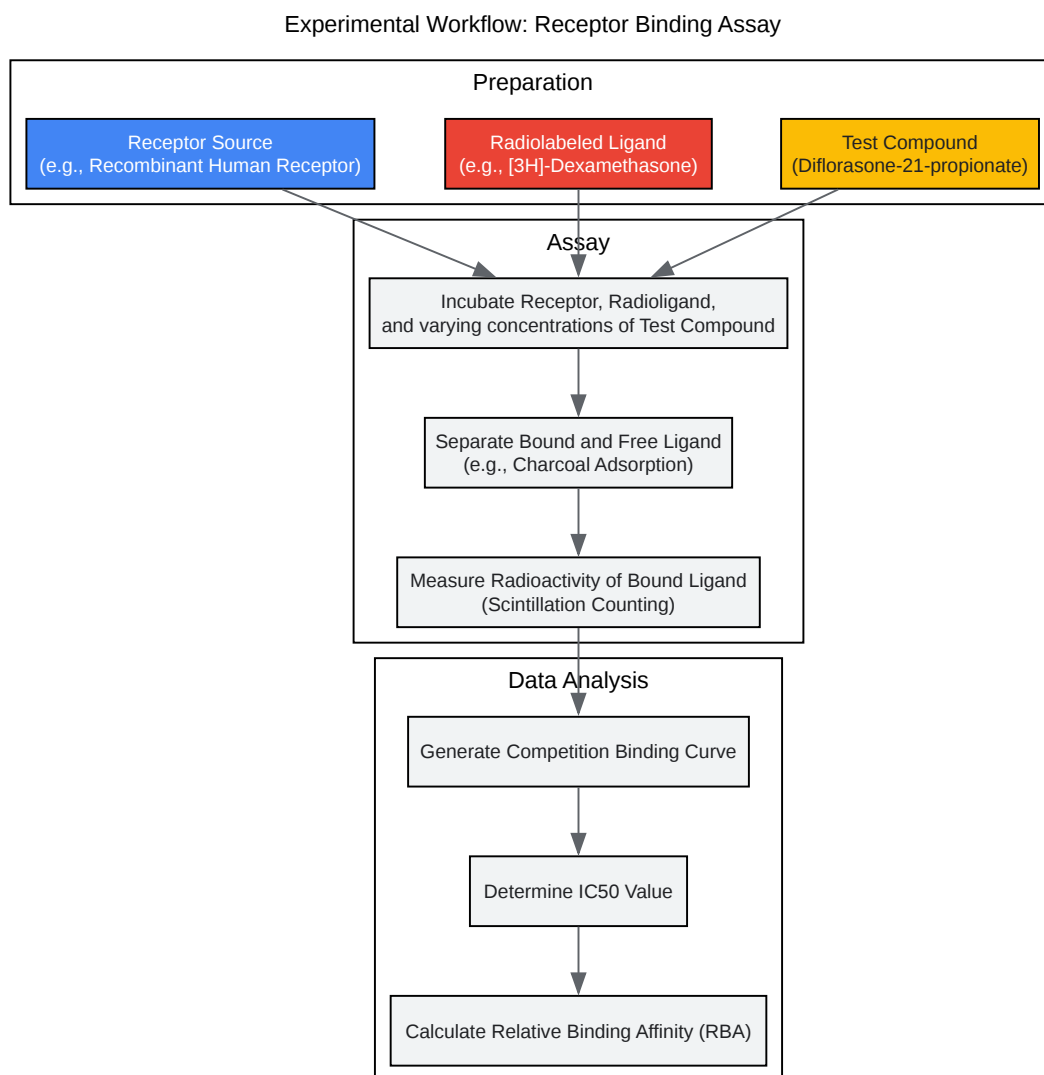 Experimental Workflow: Receptor Binding Assay
Preparation
Receptor Source
(e.g., Recombinant Human Receptor)
Radiolabeled Ligand
(e.g., [3H]-Dexamethasone)
Test Compound
(Diflorasone-21-propionate)
Assay
Incubate Receptor, Radioligand,
and varying concentrations of Test Compound
Separate Bound and Free Ligand
(e.g., Charcoal Adsorption)
Measure Radioactivity of Bound Ligand
(Scintillation Counting)
Data Analysis
Generate Competition Binding Curve
Determine IC50 Value
Calculate Relative Binding Affinity (RBA)